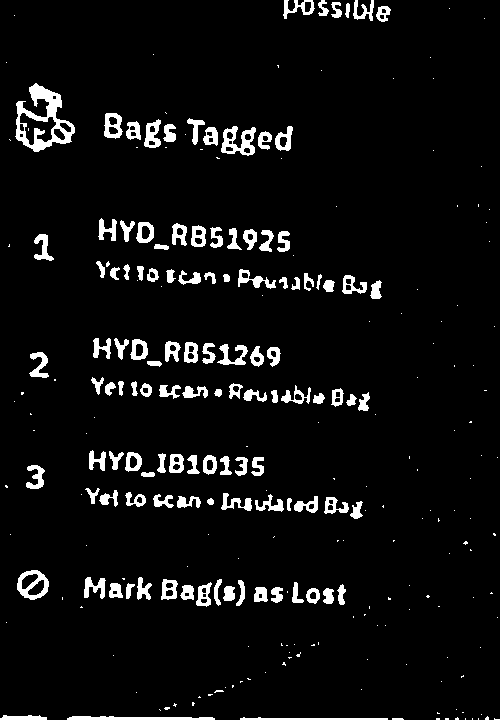 possible
Bags Tagged
1
HYD_RB51925
Yet to scan • Reusable Bag
2
HYD_RB51269
Yet to scan • Reusable Bag
3
HYD_IB10135
Yet to scan • Insulated Bag
Mark Bag(s) as Lost